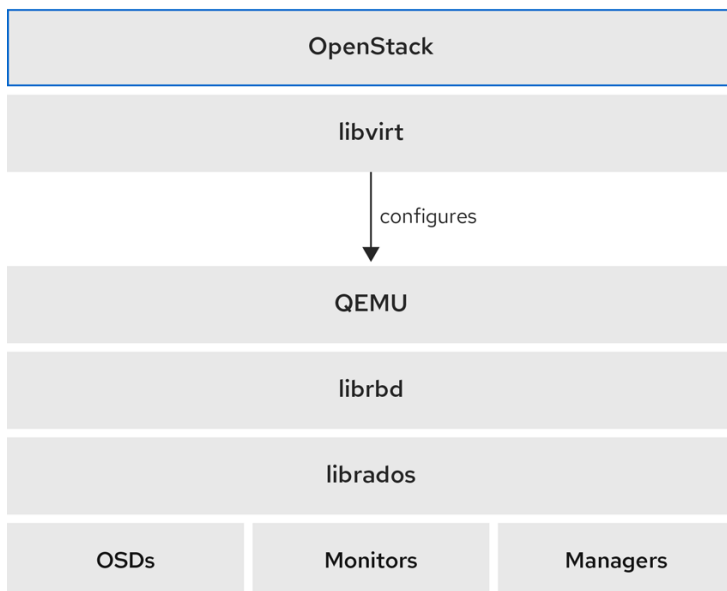 OpenStack
libvirt
configures
QEMU
librbd
librados
OSDs
Monitors
Managers